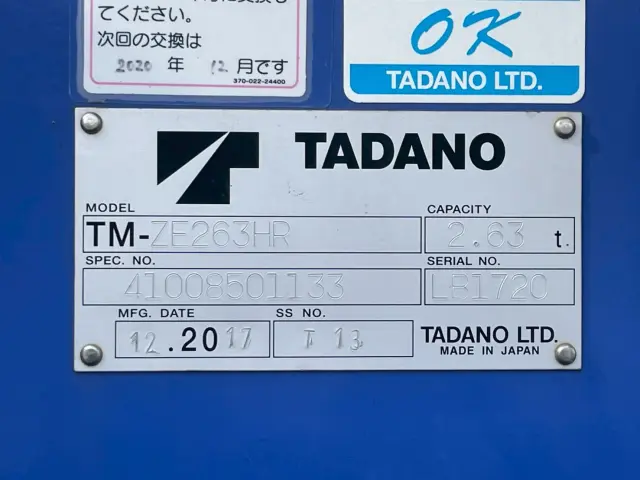 てください。
次回の交換は
2020 年 12 月です
370-022-24400
OK
TADANO LTD.
TADANO
MODEL
TM-ZE263HR
CAPACITY
2.63 t.
SPEC. NO.
41008501133
SERIAL NO.
LB1720
MFG. DATE
12.2017
SS NO.
T 13
TADANO LTD.
MADE IN JAPAN